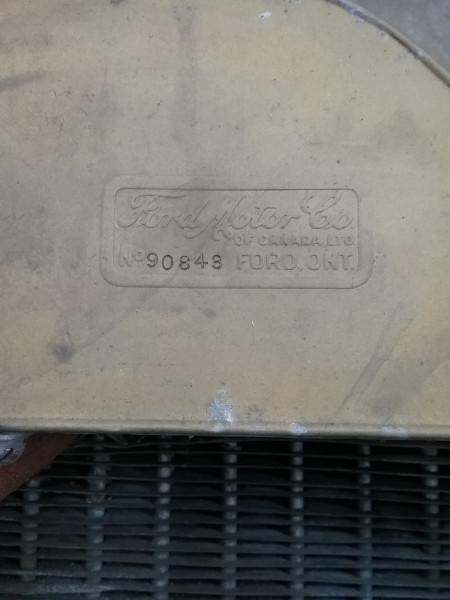 Ford Motor Co.
OF CANADA, LTD.
No 90843 FORD, ONT.